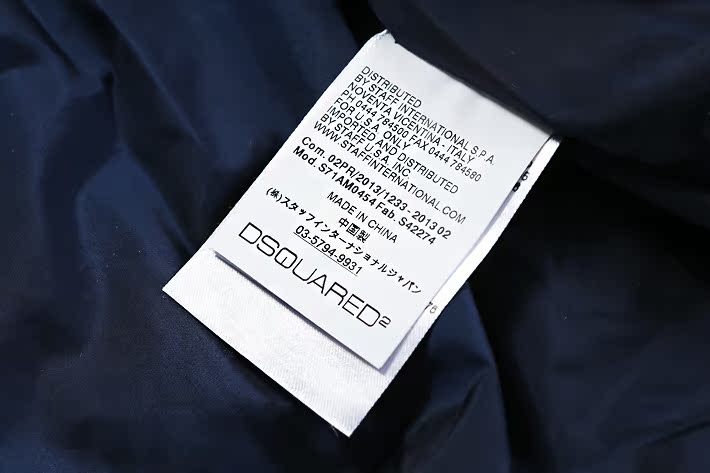 DISTRIBUTED
BY STAFF INTERNATIONAL S.P.A.
NOVENTA VICENTINA - ITALY
PH 0444 784500 FAX 0444 784580
FOR U.S.A. ONLY
IMPORTED AND DISTRIBUTED
BY STAFF U.S.A. INC.
WWW.STAFFINTERNATIONAL.COM
Com. 02PR/2013/1233 - 2013 02
Mod. S71AM0454 Fab. S42274
MADE IN CHINA
中国製
(株)スタッフインターナショナルジャパン
03-5794-9931
DSQUARED2
78